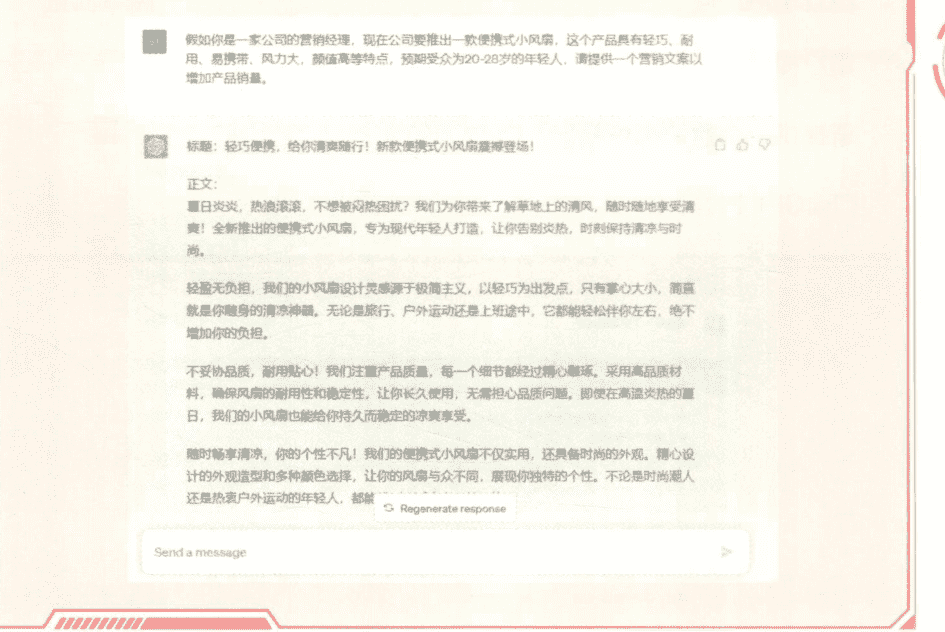 假如你是一家公司的营销经理，现在公司要推出一款便携式小风扇，这个产品具有轻巧、耐
用、易携带、风力大，颜值高等特点，预期受众为20-28岁的年轻人，请提供一个营销文案以
增加产品销量。
标题：轻巧便携，给你清爽随行！新款便携式小风扇震撼登场！
正文：
夏日炎炎，热浪滚滚，不想被闷热困扰？我们为你带来了解草地上的清风，随时随地享受清
爽！全新推出的便携式小风扇，专为现代年轻人打造，让你告别炎热，时刻保持清凉与时
尚。
轻盈无负担，我们的小风扇设计灵感源于极简主义，以轻巧为出发点，只有掌心大小，简直
就是你随身的清凉神器。无论是旅行、户外运动还是上班途中，它都能轻松伴你左右，绝不
增加你的负担。
不妥协品质，耐用贴心！我们注重产品质量，每一个细节都经过精心雕琢。采用高品质材
料，确保风扇的耐用性和稳定性，让你长久使用，无需担心品质问题。即使在高温炎热的夏
日，我们的小风扇也能给你持久而稳定的凉爽享受。
随时畅享清凉，你的个性不凡！我们的便携式小风扇不仅实用，还具备时尚的外观。精心设
计的外观造型和多种颜色选择，让你的风扇与众不同，展现你独特的个性。不论是时尚潮人
还是热衷户外运动的年轻人，都能
Regenerate response
Send a message